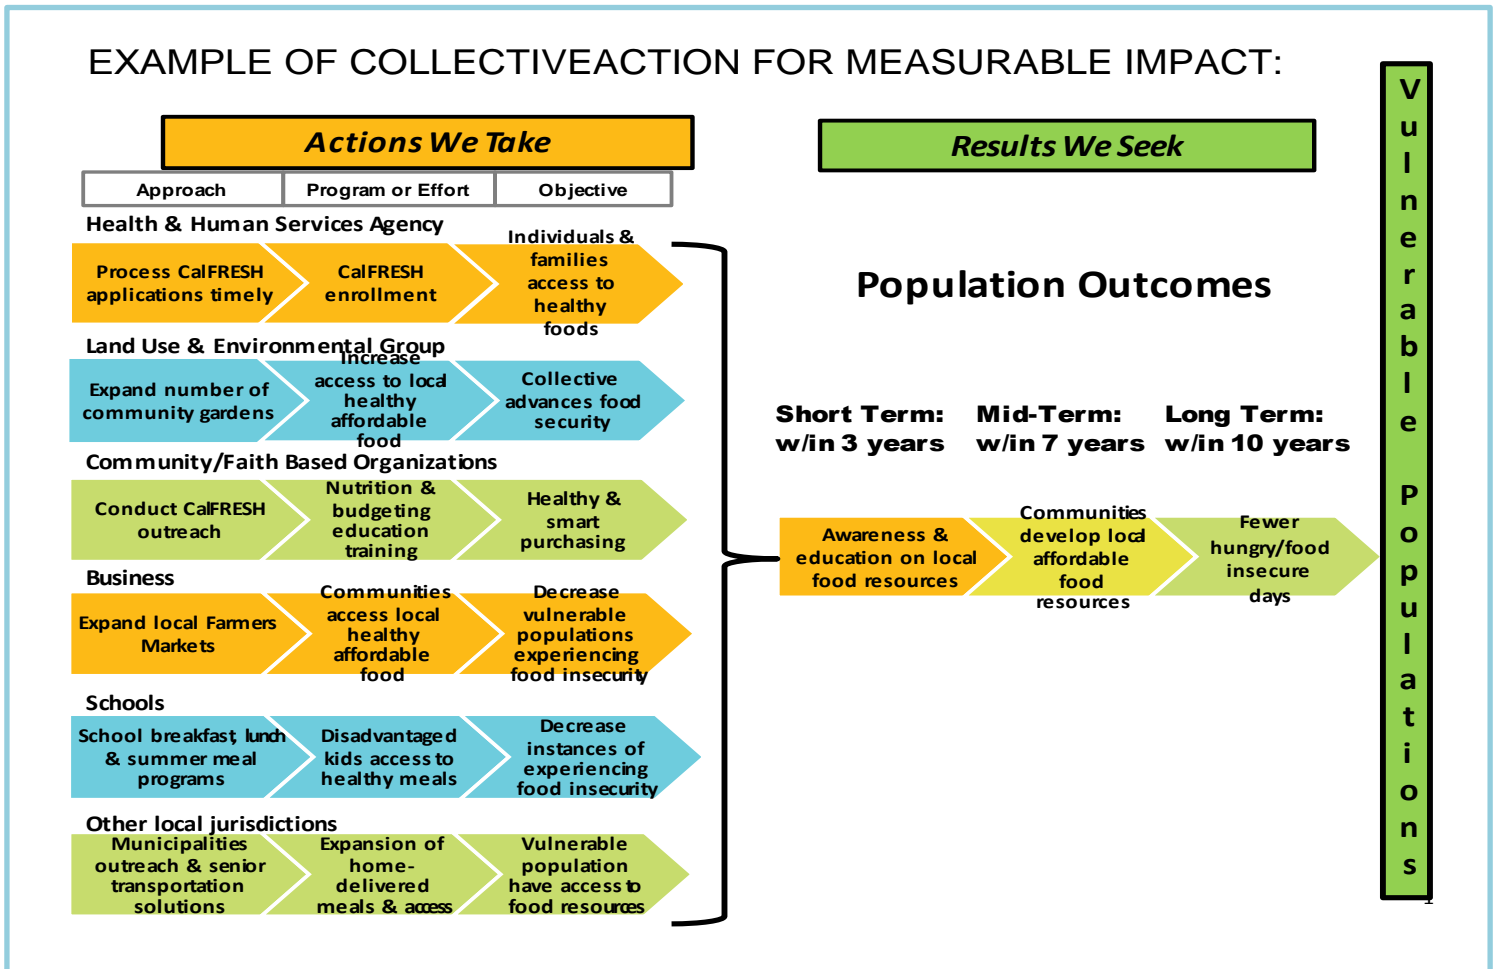 EXAMPLE OF COLLECTIVEACTION FOR MEASURABLE IMPACT:
Actions We Take
Results We Seek
Approach
Program or Effort
Objective
Health & Human Services Agency
Process CalFRESH
applications timely
CalFRESH
enrollment
Individuals &
families
access to
healthy
foods
Land Use & Environmental Group
Expand number of
community gardens
Increase
access to local
healthy
affordable
food
Collective
advances food
security
Community/Faith Based Organizations
Conduct CalFRESH
outreach
Nutrition &
budgeting
education
training
Healthy &
smart
purchasing
Business
Expand local Farmers
Markets
Communities
access local
healthy
affordable
food
Decrease
vulnerable
populations
experiencing
food insecurity
Schools
School breakfast, lunch
& summer meal
programs
Disadvantaged
kids access to
healthy meals
Decrease
instances of
experiencing
food insecurity
Other local jurisdictions
Municipalities
outreach & senior
transportation
solutions
Expansion of
home-
delivered
meals & access
Vulnerable
population
have access to
food resources
Population Outcomes
Short Term:
w/in 3 years
Mid-Term:
w/in 7 years
Long Term:
w/in 10 years
Awareness &
education on local
food resources
Communities
develop local
affordable
food
resources
Fewer
hungry/food
insecure
days
Vulnerable Populations
1